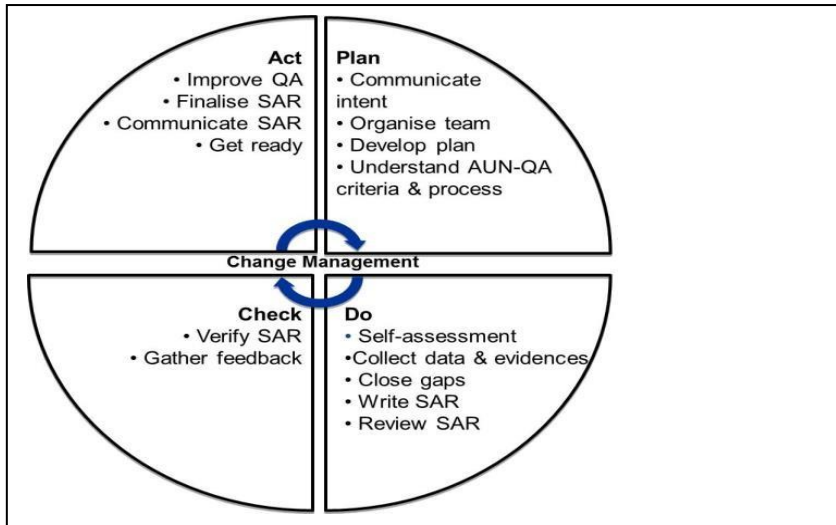 Act
• Improve QA
• Finalise SAR
• Communicate SAR
• Get ready
Plan
• Communicate
intent
• Organise team
• Develop plan
• Understand AUN-QA
criteria & process
Change Management
Check
• Verify SAR
• Gather feedback
Do
• Self-assessment
•Collect data & evidences
• Close gaps
• Write SAR
• Review SAR